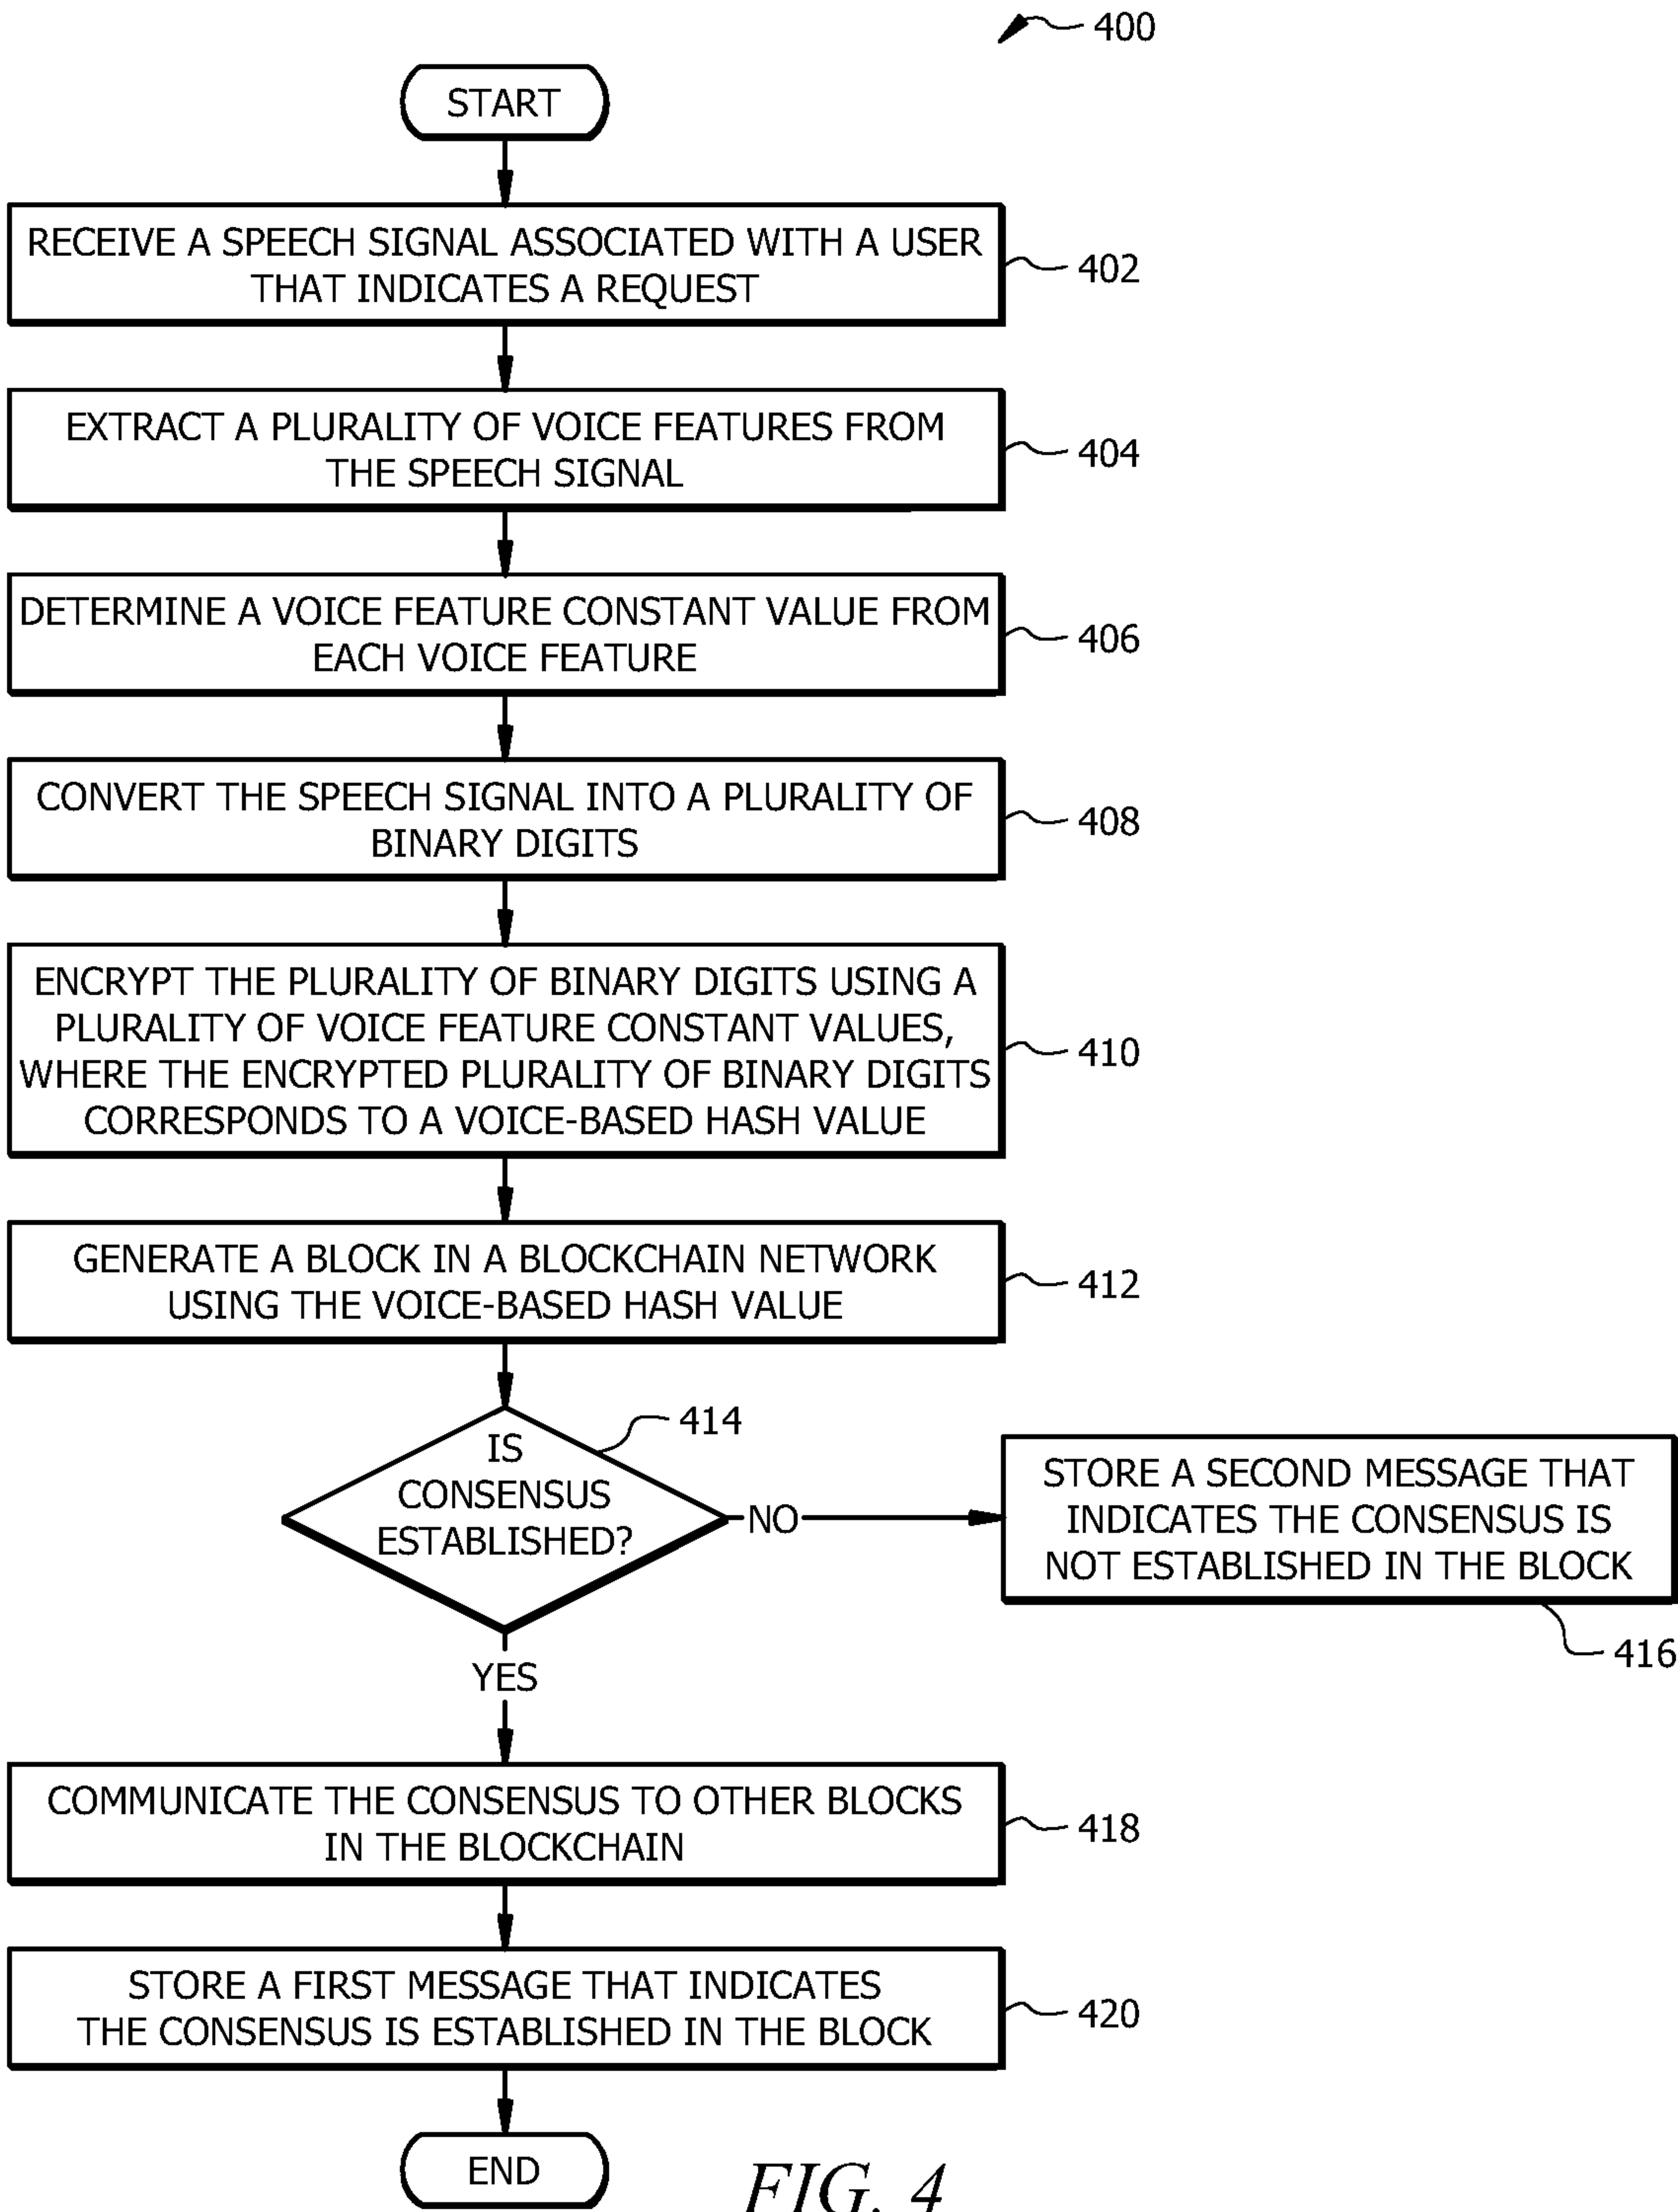 400
START
RECEIVE A SPEECH SIGNAL ASSOCIATED WITH A USER
THAT INDICATES A REQUEST
402
EXTRACT A PLURALITY OF VOICE FEATURES FROM
THE SPEECH SIGNAL
404
DETERMINE A VOICE FEATURE CONSTANT VALUE FROM
EACH VOICE FEATURE
406
CONVERT THE SPEECH SIGNAL INTO A PLURALITY OF
BINARY DIGITS
408
ENCRYPT THE PLURALITY OF BINARY DIGITS USING A
PLURALITY OF VOICE FEATURE CONSTANT VALUES,
WHERE THE ENCRYPTED PLURALITY OF BINARY DIGITS
CORRESPONDS TO A VOICE-BASED HASH VALUE
410
GENERATE A BLOCK IN A BLOCKCHAIN NETWORK
USING THE VOICE-BASED HASH VALUE
412
IS
CONSENSUS
ESTABLISHED?
414
NO
STORE A SECOND MESSAGE THAT
INDICATES THE CONSENSUS IS
NOT ESTABLISHED IN THE BLOCK
416
YES
COMMUNICATE THE CONSENSUS TO OTHER BLOCKS
IN THE BLOCKCHAIN
418
STORE A FIRST MESSAGE THAT INDICATES
THE CONSENSUS IS ESTABLISHED IN THE BLOCK
420
END
FIG. 4